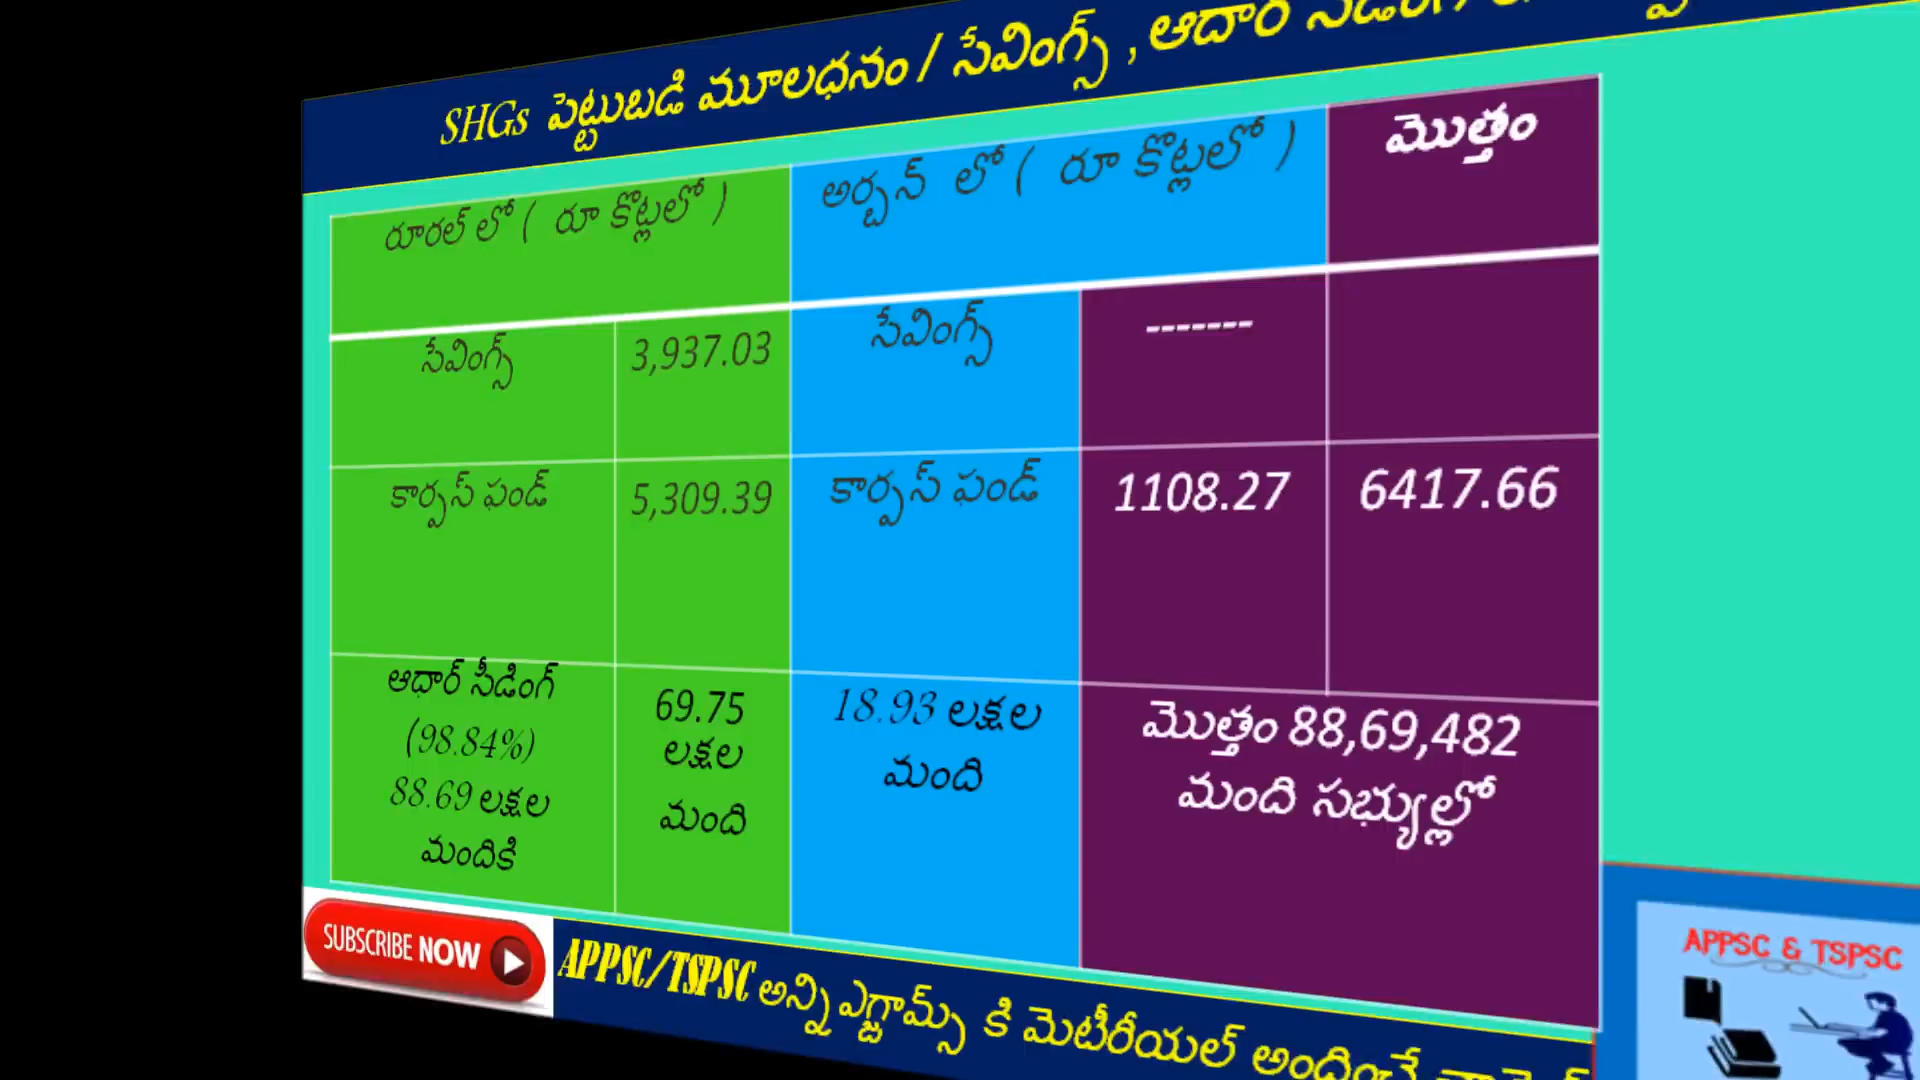 SHGs పెట్టుబడి మూలధనం / సేవింగ్స్ , ఆదార్
రూరల్ లో ( రూ కొట్లలో )
అర్బన్ లో ( రూ కొట్లలో )
మొత్తం
సేవింగ్స్
3,937.03
సేవింగ్స్
-------
కార్పస్ ఫండ్
5,309.39
కార్పస్ ఫండ్
1108.27
6417.66
ఆధార్ సీడింగ్
(98.84%)
88.69 లక్షల
మందికి
69.75
లక్షల
మంది
18.93 లక్షల
మంది
మొత్తం 88,69,482
మంది సభ్యుల్లో
SUBSCRIBE NOW
APPSC/TSPSC అన్ని ఎగ్జామ్స్ కి మెటీరీయల్ అందించే
APPSC & TSPSC